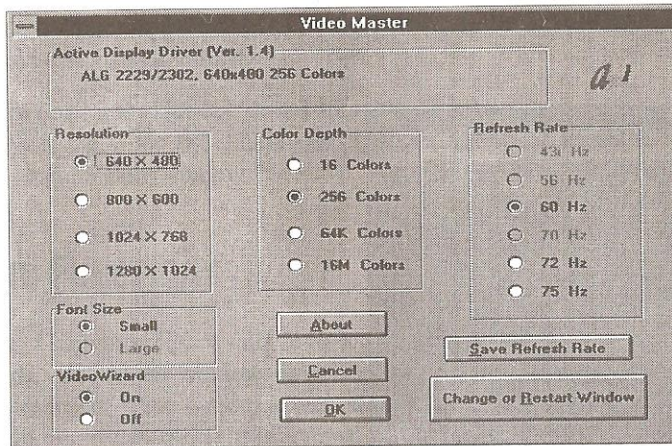 Video Master
Active Display Driver (Ver. 1.4)
ALG 2229/2302, 640x480 256 Colors
a1
Resolution
640 X 480
800 X 600
1024 X 768
1280 X 1024
Color Depth
16 Colors
256 Colors
64K Colors
16M Colors
Refresh Rate
43i Hz
56 Hz
60 Hz
70 Hz
72 Hz
75 Hz
Font Size
Small
Large
VideoWizard
On
Off
About
Cancel
OK
Save Refresh Rate
Change or Restart Window